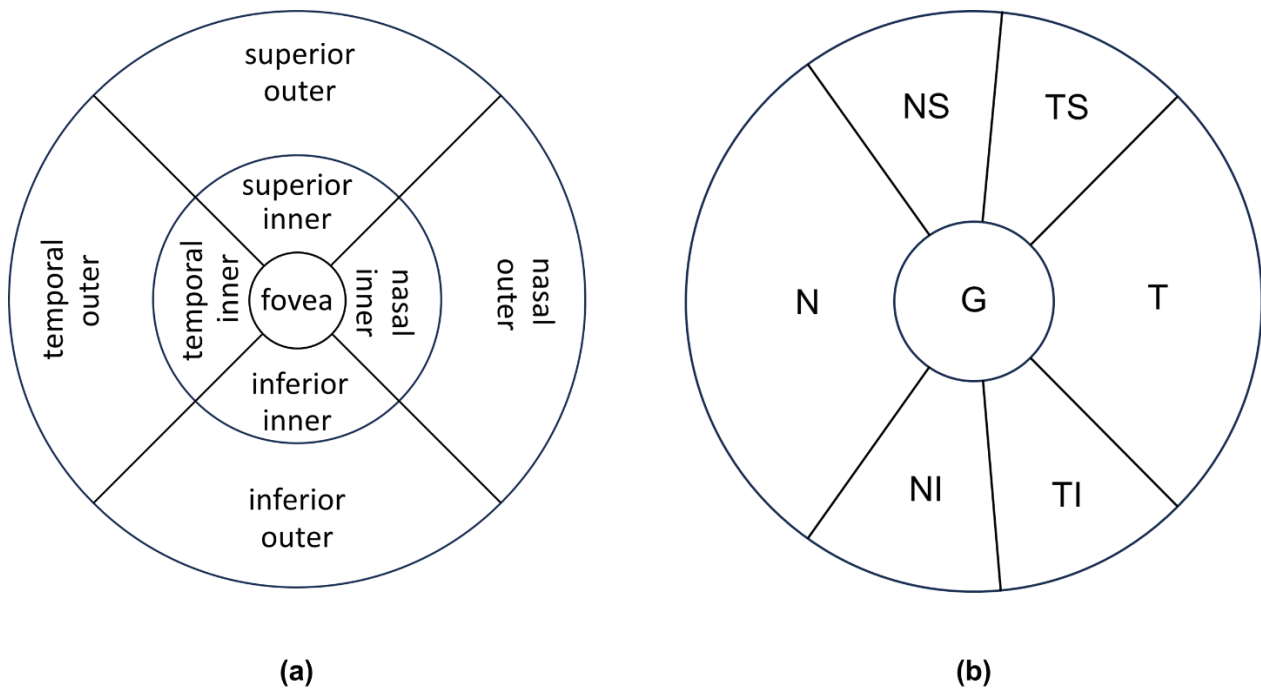 superior
outer
superior
inner
temporal
outer
temporal
inner
fovea
nasal
inner
nasal
outer
inferior
inner
inferior
outer
(a)
NS
TS
N
G
T
NI
TI
(b)